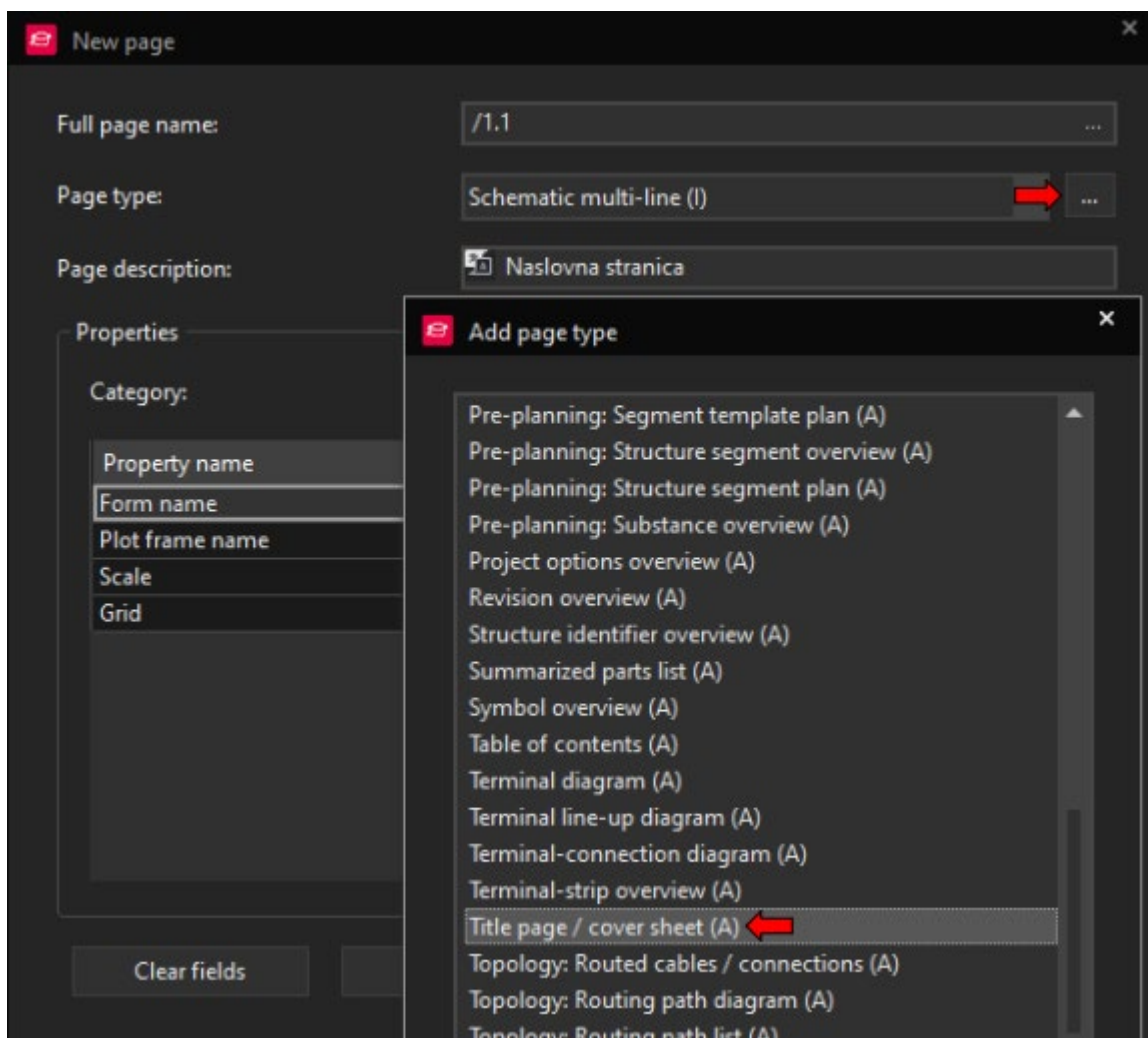 New page
Full page name:
/1.1
...
Page type:
Schematic multi-line (I)
...
Page description:
Naslovna stranica
Properties
Category:
Property name
Form name
Plot frame name
Scale
Grid
Clear fields
Add page type
Pre-planning: Segment template plan (A)
Pre-planning: Structure segment overview (A)
Pre-planning: Structure segment plan (A)
Pre-planning: Substance overview (A)
Project options overview (A)
Revision overview (A)
Structure identifier overview (A)
Summarized parts list (A)
Symbol overview (A)
Table of contents (A)
Terminal diagram (A)
Terminal line-up diagram (A)
Terminal-connection diagram (A)
Terminal-strip overview (A)
Title page / cover sheet (A)
Topology: Routed cables / connections (A)
Topology: Routing path diagram (A)
Topology: Routing path list (A)